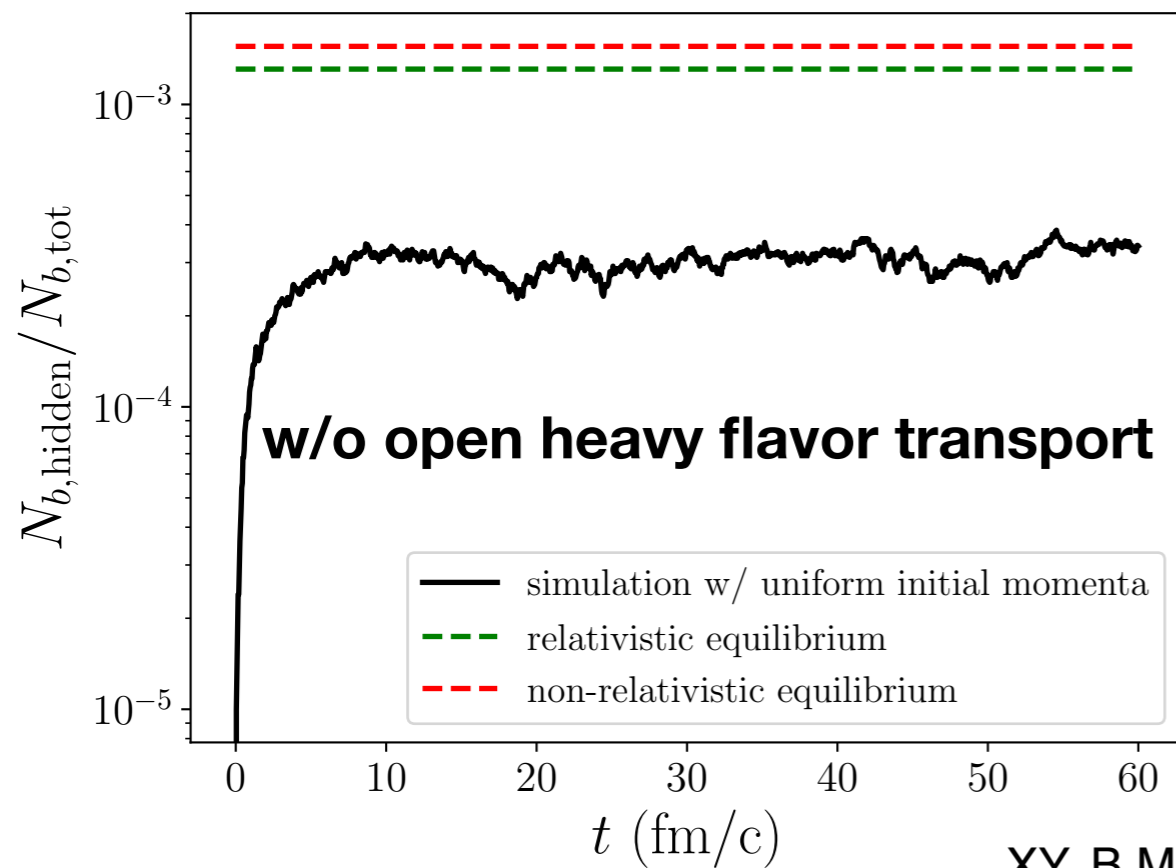 10^{-3}
10^{-4}
10^{-5}
N_{b,hidden}/N_{b,tot}
w/o open heavy flavor transport
simulation w/ uniform initial momenta
relativistic equilibrium
non-relativistic equilibrium
0 10 20 30 40 50 60
t (fm/c)